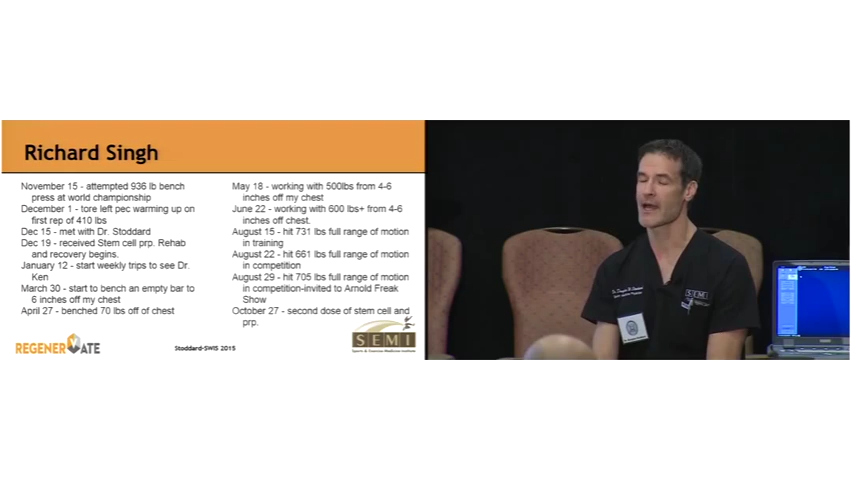 Richard Singh
November 15 - attempted 936 lb bench
press at world championship
December 1 - tore left pec warming up on
first rep of 410 lbs
Dec 15 - met with Dr. Stoddard
Dec 19 - received Stem cell prp. Rehab
and recovery begins.
January 12 - start weekly trips to see Dr.
Ken
March 30 - start to bench an empty bar to
6 inches off my chest
April 27 - benched 70 lbs off of chest
May 18 - working with 500lbs from 4-6
inches off my chest
June 22 - working with 600 lbs+ from 4-6
inches off chest.
August 15 - hit 731 lbs full range of motion
in training
August 22 - hit 661 lbs full range of motion
in competition
August 29 - hit 705 lbs full range of motion
in competition-invited to Arnold Freak
Show
October 27 - second dose of stem cell and
prp.
REGENERVATE
Stoddard-SWIS 2015
SEMI
Sports & Exercise Medicine Institute
SEMI